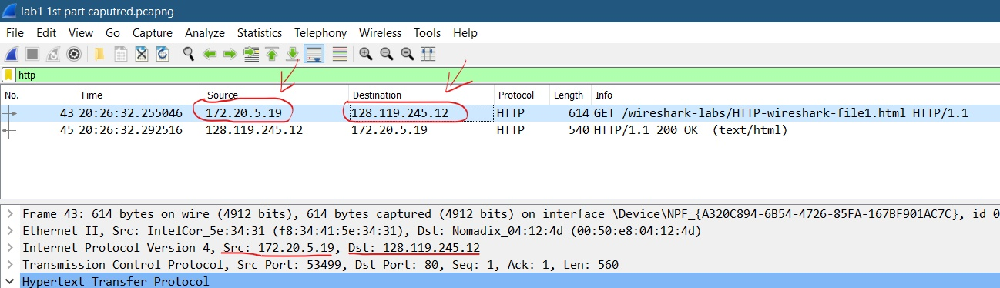 lab1 1st part caputred.pcapng
File Edit View Go Capture Analyze Statistics Telephony Wireless Tools Help
http
No. Time Source Destination Protocol Length Info
43 20:26:32.255046 172.20.5.19 128.119.245.12 HTTP 614 GET /wireshark-labs/HTTP-wireshark-file1.html HTTP/1.1
45 20:26:32.292516 128.119.245.12 172.20.5.19 HTTP 540 HTTP/1.1 200 OK (text/html)
Frame 43: 614 bytes on wire (4912 bits), 614 bytes captured (4912 bits) on interface \Device\NPF_{A320C894-6B54-4726-85FA-167BF901AC7C}, id 0
Ethernet II, Src: IntelCor_5e:34:31 (f8:34:41:5e:34:31), Dst: Nomadix_04:12:4d (00:50:e8:04:12:4d)
Internet Protocol Version 4, Src: 172.20.5.19, Dst: 128.119.245.12
Transmission Control Protocol, Src Port: 53499, Dst Port: 80, Seq: 1, Ack: 1, Len: 560
Hypertext Transfer Protocol